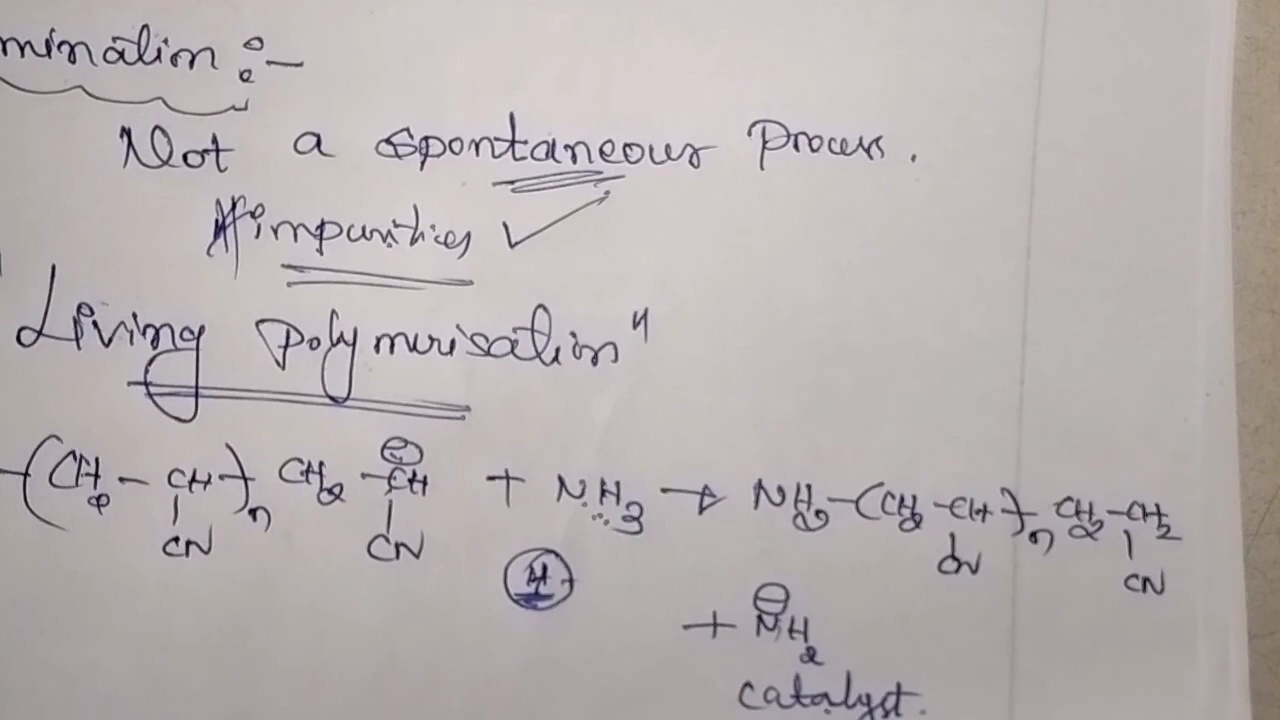 mination :-
Not a spontaneous Process.
impurities ✓
"Living Polymerisation"
-(CH₂ - CH)n CH₂ - CH⊖ + NH₃ → NH₂-(CH₂ - CH)n CH₂ - CH₂
CN CN CN CN
H+
+ ⊖NH₂
catalyst.